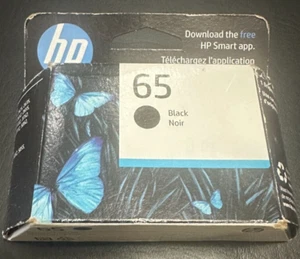 hp
Download the free
HP Smart app.
Téléchargez l'application
65
Black
Noir